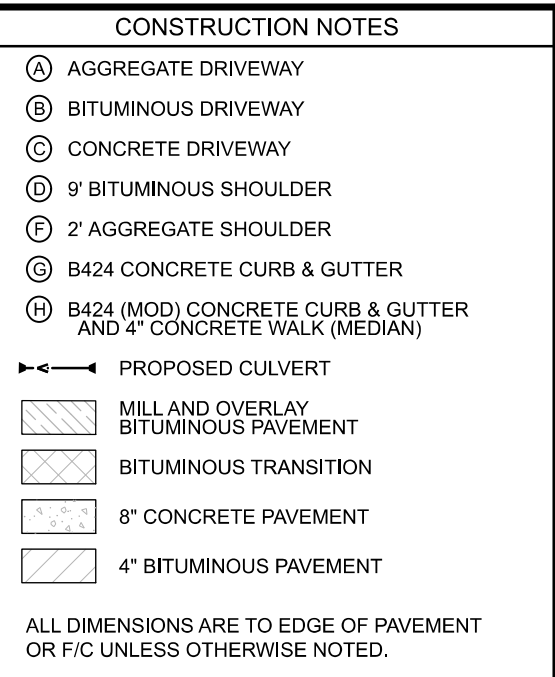 CONSTRUCTION NOTES
A AGGREGATE DRIVEWAY
B BITUMINOUS DRIVEWAY
C CONCRETE DRIVEWAY
D 9' BITUMINOUS SHOULDER
F 2' AGGREGATE SHOULDER
G B424 CONCRETE CURB & GUTTER
H B424 (MOD) CONCRETE CURB & GUTTER
AND 4" CONCRETE WALK (MEDIAN)
PROPOSED CULVERT
MILL AND OVERLAY
BITUMINOUS PAVEMENT
BITUMINOUS TRANSITION
8" CONCRETE PAVEMENT
4" BITUMINOUS PAVEMENT
ALL DIMENSIONS ARE TO EDGE OF PAVEMENT
OR F/C UNLESS OTHERWISE NOTED.